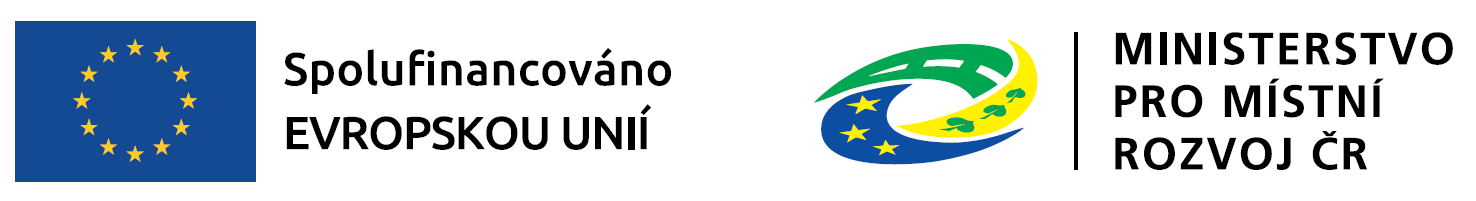 Spolufinancováno
EVROPSKOU UNIÍ
MINISTERSTVO
PRO MÍSTNÍ
ROZVOJ ČR